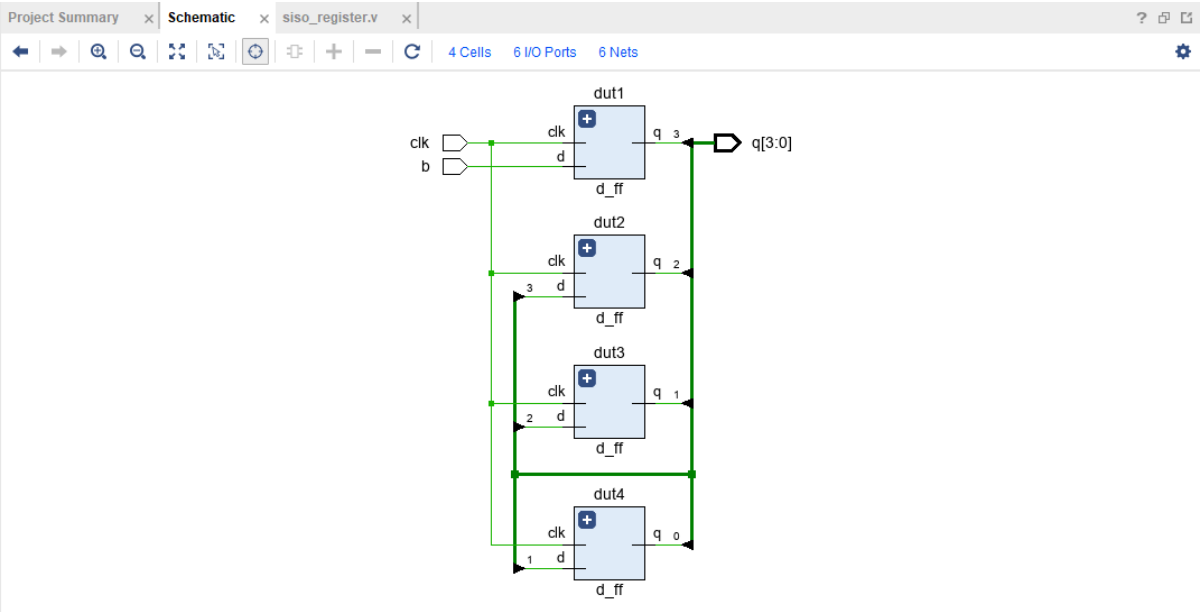 Project Summary × Schematic × siso_register.v ×
?
4 Cells 6 I/O Ports 6 Nets
dut1
clk clk q 3 q[3:0]
b d
d_ff
dut2
clk q 2
3 d
d_ff
dut3
clk q 1
2 d
d_ff
dut4
clk q 0
1 d
d_ff